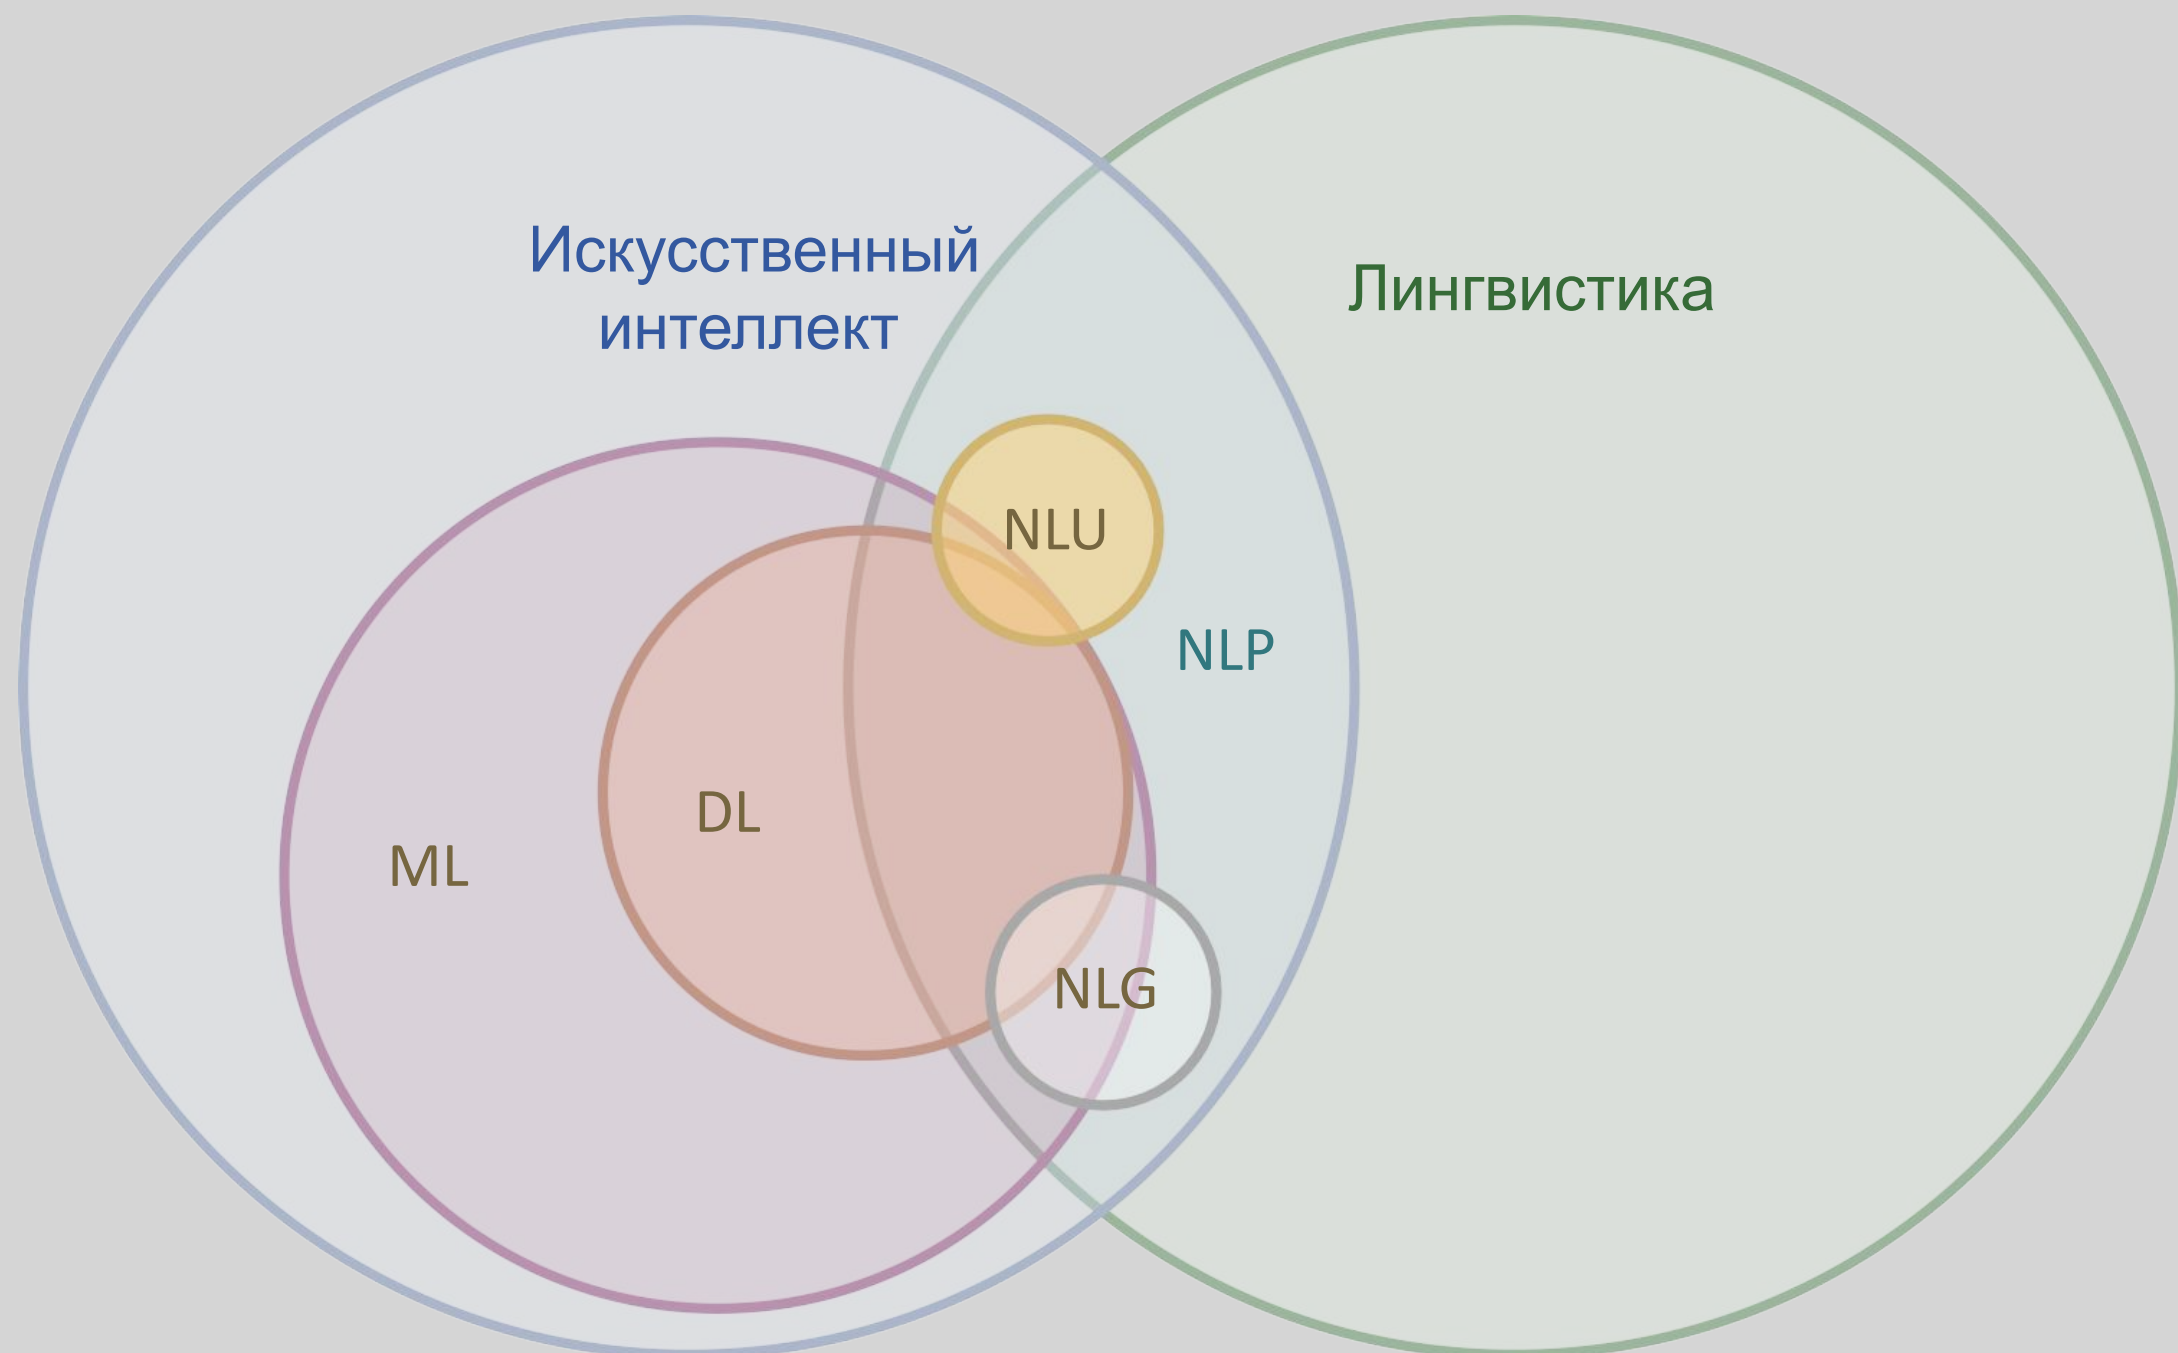 Искусственный
интеллект
Лингвистика
NLU
NLP
DL
ML
NLG